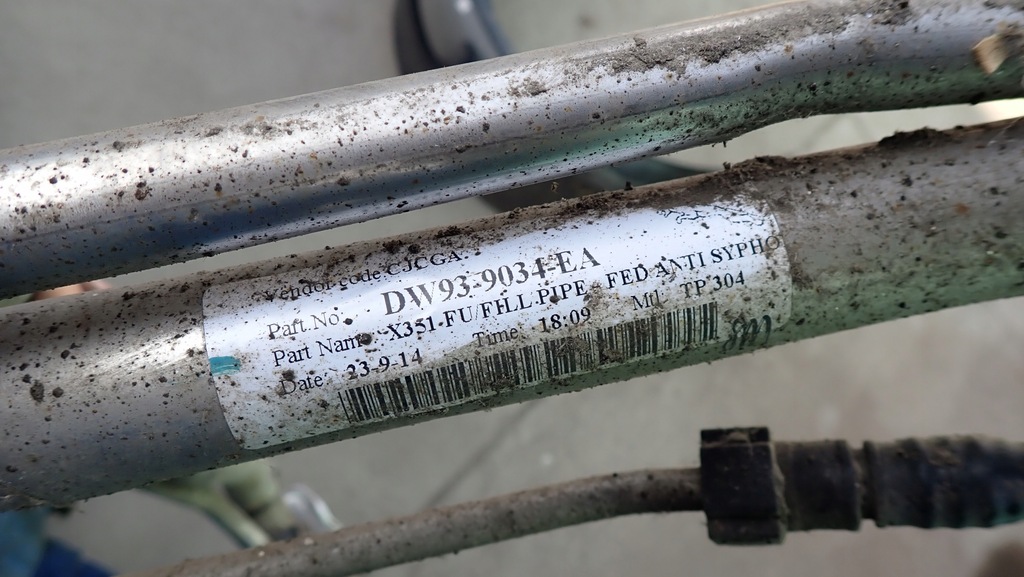 Vendor code CJCGA
Part No: DW93-9034-EA
Part Name: X351-FU/FILL PIPE - FED ANTI SYPHO
Date: 23-9-14 Time: 18:09 Mtl TP 304